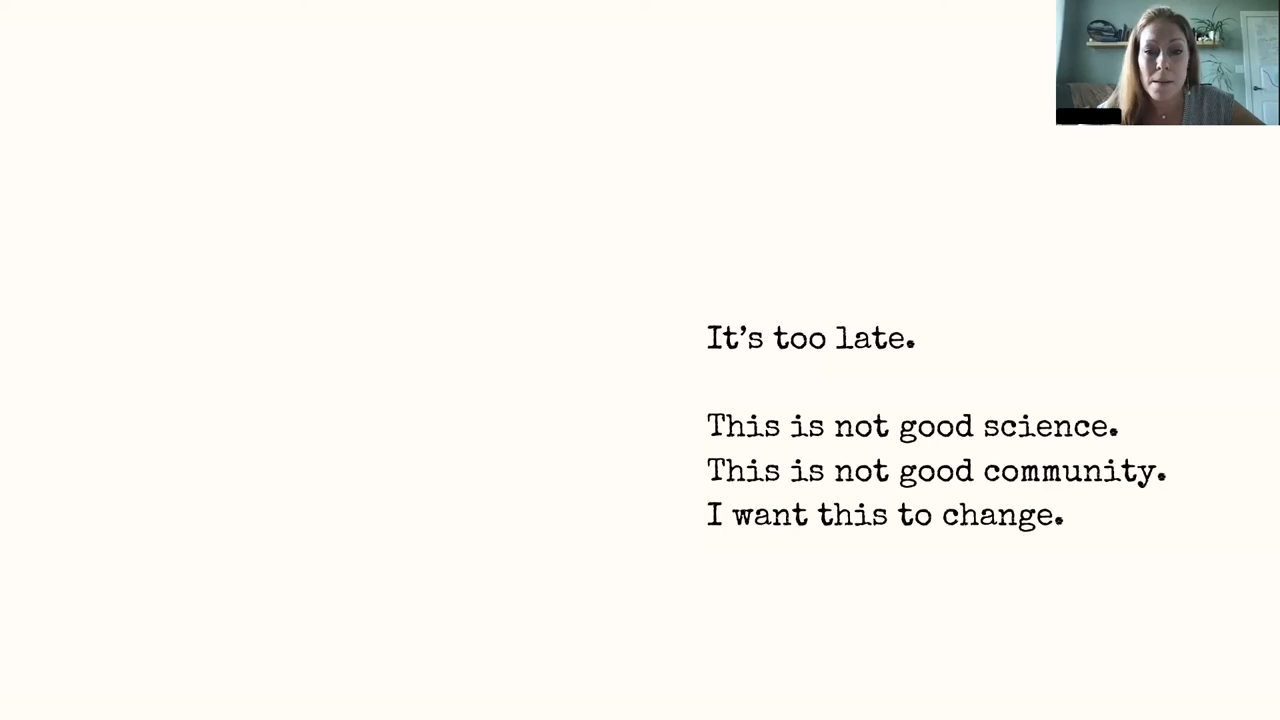 It's too late.
This is not good science.
This is not good community.
I want this to change.